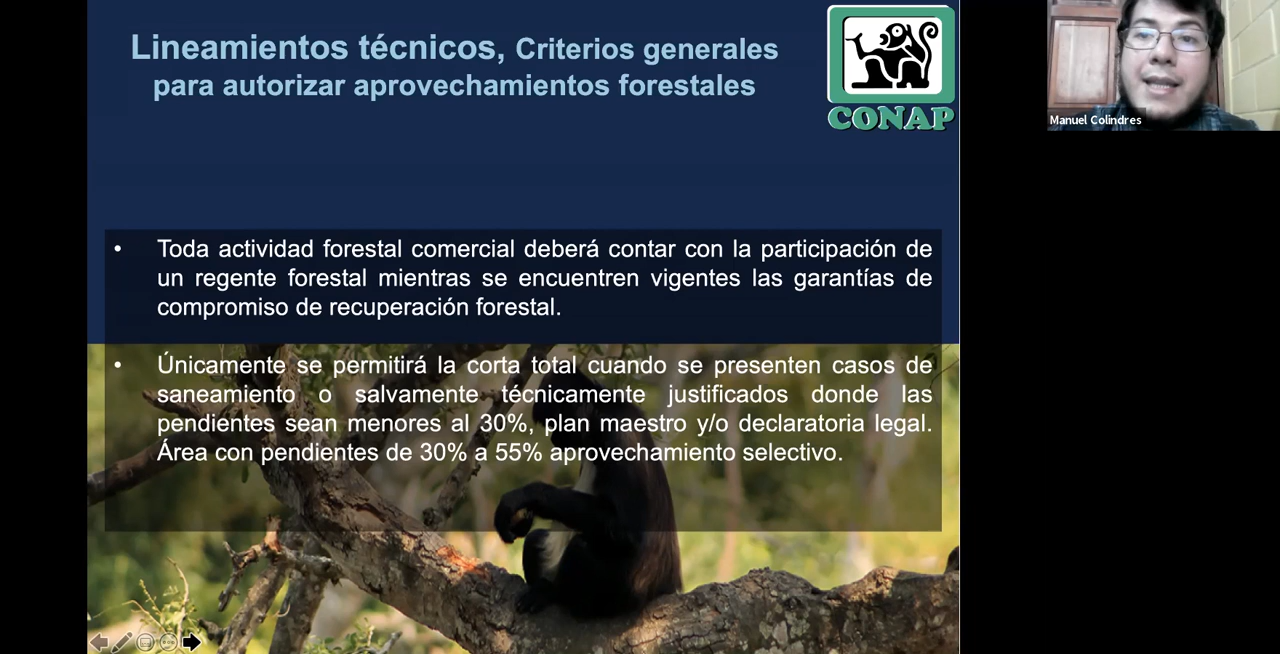 Lineamientos técnicos, Criterios generales
para autorizar aprovechamientos forestales
CONAP
Manuel Colindres
• Toda actividad forestal comercial deberá contar con la participación de
un regente forestal mientras se encuentren vigentes las garantías de
compromiso de recuperación forestal.
• Únicamente se permitirá la corta total cuando se presenten casos de
saneamiento o salvamente técnicamente justificados donde las
pendientes sean menores al 30%, plan maestro y/o declaratoria legal.
Área con pendientes de 30% a 55% aprovechamiento selectivo.